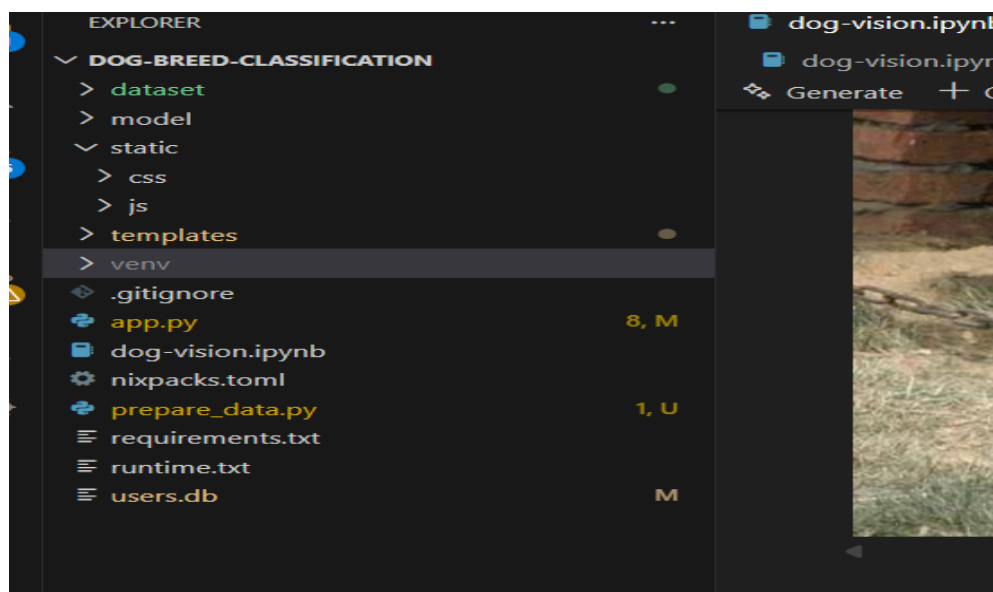 EXPLORER ...
DOG-BREED-CLASSIFICATION
dataset
model
static
css
js
templates
venv
.gitignore
app.py 8, M
dog-vision.ipynb
nixpacks.toml
prepare_data.py 1, U
requirements.txt
runtime.txt
users.db M
dog-vision.ipynb
dog-vision.ipyn
Generate